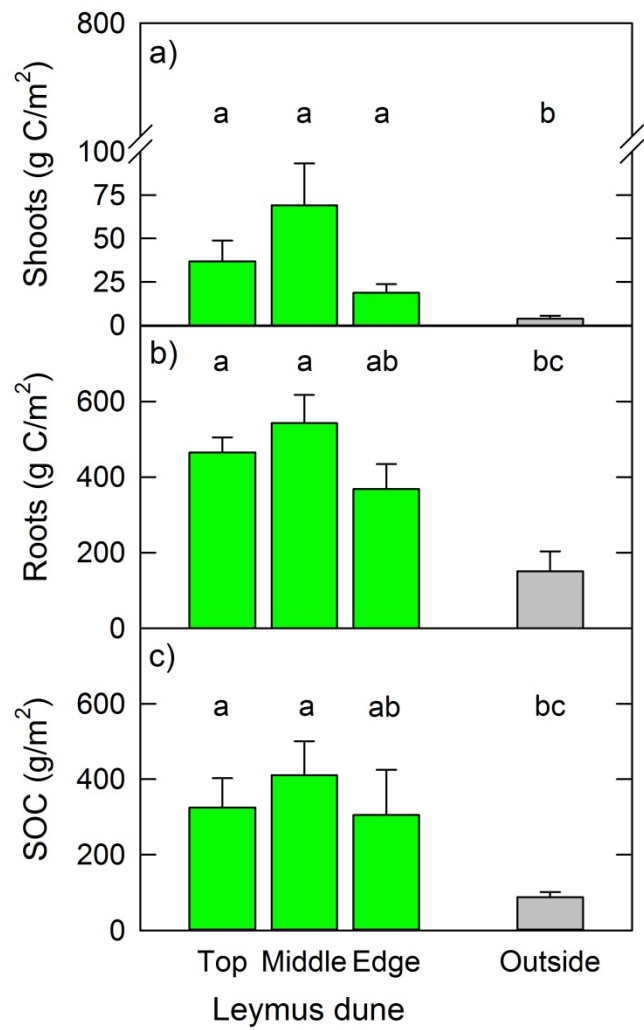 800
a)
a a a b
100
75
50
25
0
Shoots (g C/m²)
b)
a a ab bc
600
400
200
0
Roots (g C/m²)
c)
a a ab bc
600
400
200
0
SOC (g/m²)
Top Middle Edge Outside
Leymus dune